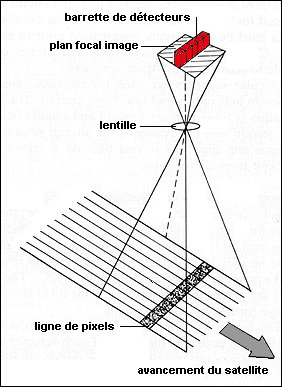 barrette de détecteurs
plan focal image
lentille
ligne de pixels
avancement du satellite